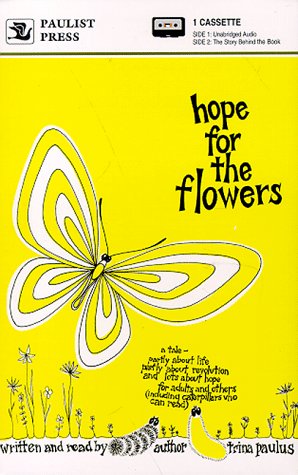 PAULIST
PRESS
1 CASSETTE
SIDE 1: Unabridged Audio
SIDE 2: The Story Behind the Book
hope
for
the
flowers
a tale-
partly about life
partly about revolution
and lots about hope
for adults and others
(including caterpillars who
can read)
written and read by author trina paulus